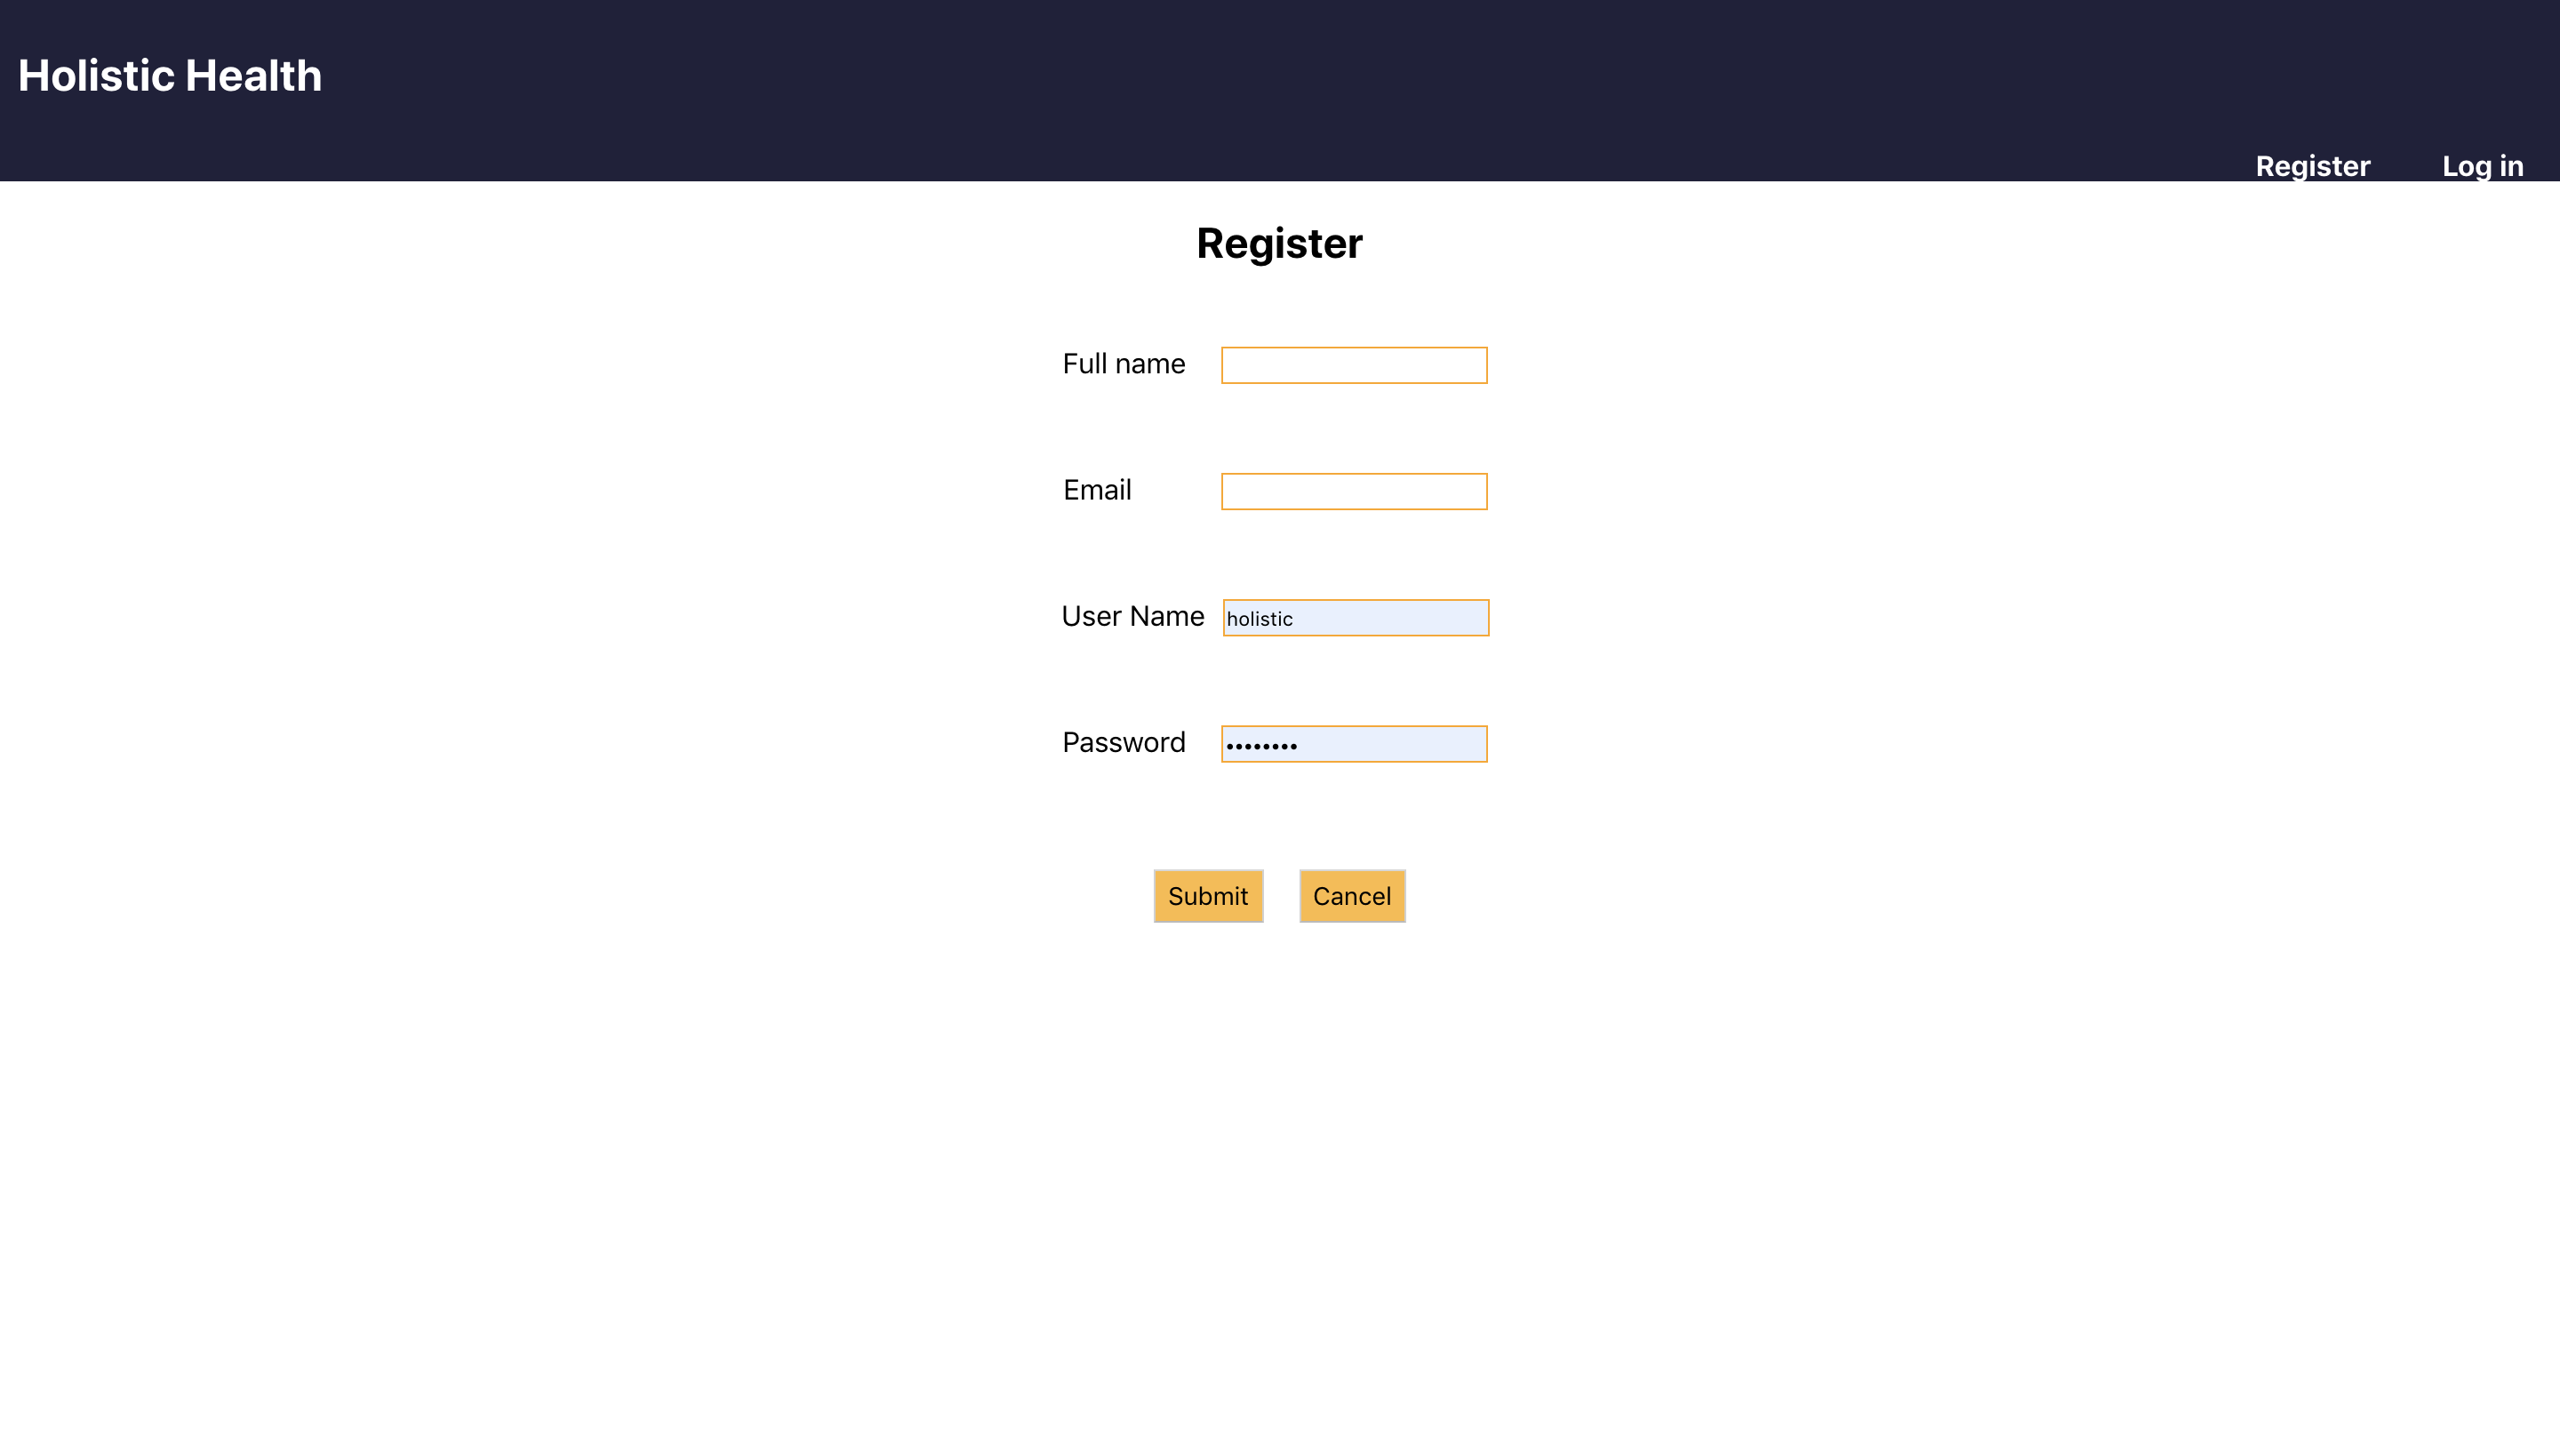 Holistic Health
Register Log in
Register
Full name
Email
User Name holistic
Password ••••••••
Submit Cancel